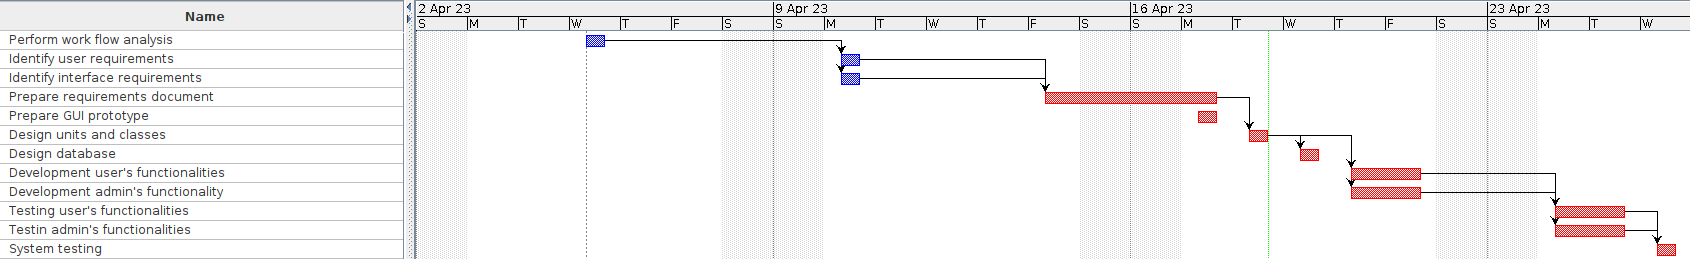 Name
2 Apr 23 9 Apr 23 16 Apr 23 23 Apr 23
S M T W T F S S M T W T F S S M T W T F S S M T W
Perform work flow analysis
Identify user requirements
Identify interface requirements
Prepare requirements document
Prepare GUI prototype
Design units and classes
Design database
Development user's functionalities
Development admin's functionality
Testing user's functionalities
Testin admin's functionalities
System testing